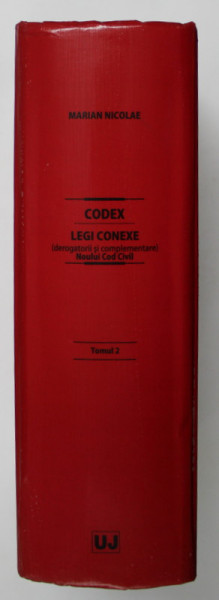 MARIAN NICOLAE
CODEX
LEGI CONEXE
(derogatorii și complementare)
Noului Cod Civil
Tomul 2
UJ